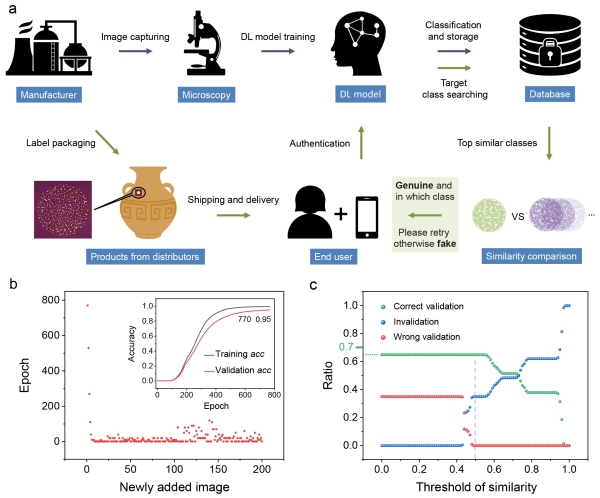 a
Image capturing
DL model training
Classification
and storage
Target
class searching
Manufacturer
Microscopy
DL model
Database
Label packaging
Authentication
Top similar classes
Shipping and delivery
Genuine and
in which class
Please retry
otherwise fake
VS
...
Products from distributors
End user
Similarity comparison
b
800
600
400
200
0
Epoch
0
50
100
150
200
Newly added image
1.0
0.8
0.6
0.4
0.2
0.0
Accuracy
770 0.95
Training acc
Validation acc
0
200
400
600
800
Epoch
c
1.0
0.8
0.7
0.6
0.4
0.2
0.0
Ratio
Correct validation
Invalidation
Wrong validation
0.0
0.2
0.4
0.6
0.8
1.0
Threshold of similarity